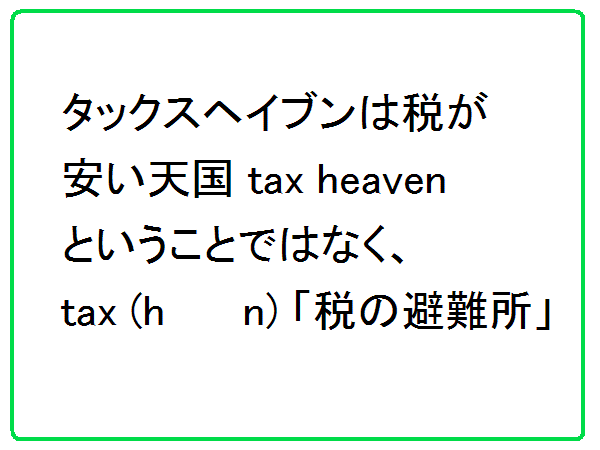 タックスヘイブンは税が
安い天国 tax heaven
ということではなく、
tax (h　　n)「税の避難所」